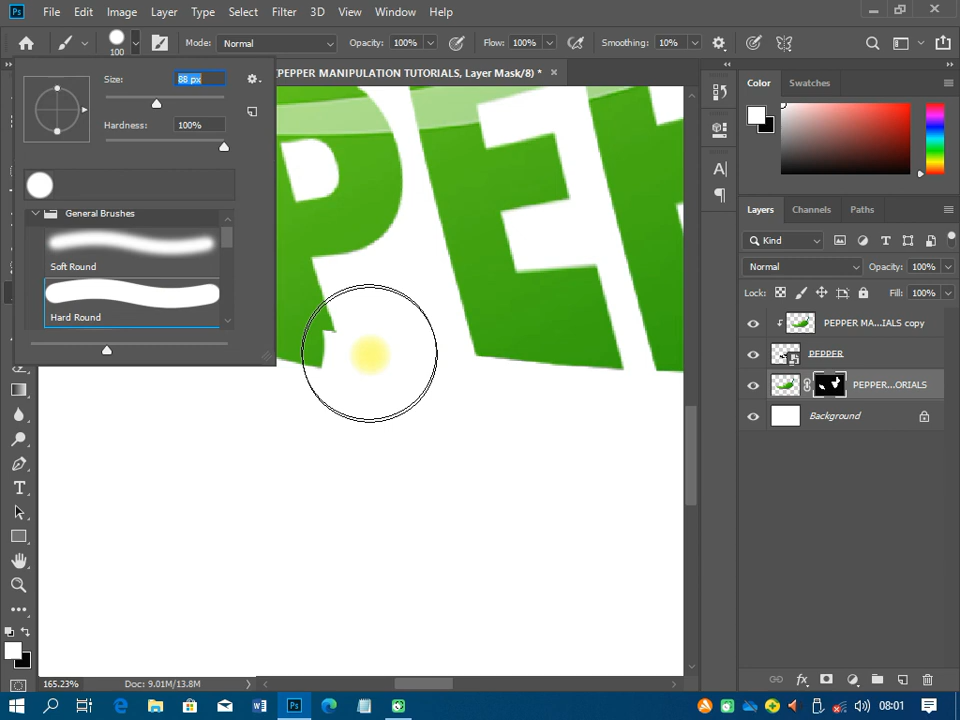 Ps File Edit Image Layer Type Select Filter 3D View Window Help
100 Mode: Normal Opacity: 100% Flow: 100% Smoothing: 10%
PEPPER MANIPULATION TUTORIALS, Layer Mask/8) * ×
Size: 88 px
Hardness: 100%
General Brushes
Soft Round
Hard Round
PE
Color Swatches
Layers Channels Paths
Kind
Normal Opacity: 100%
Lock: Fill: 100%
PEPPER MA...IALS copy
PEPPER
PEPPER...ORIALS
Background
165.23% Doc: 9.01M/13.8M
08:01